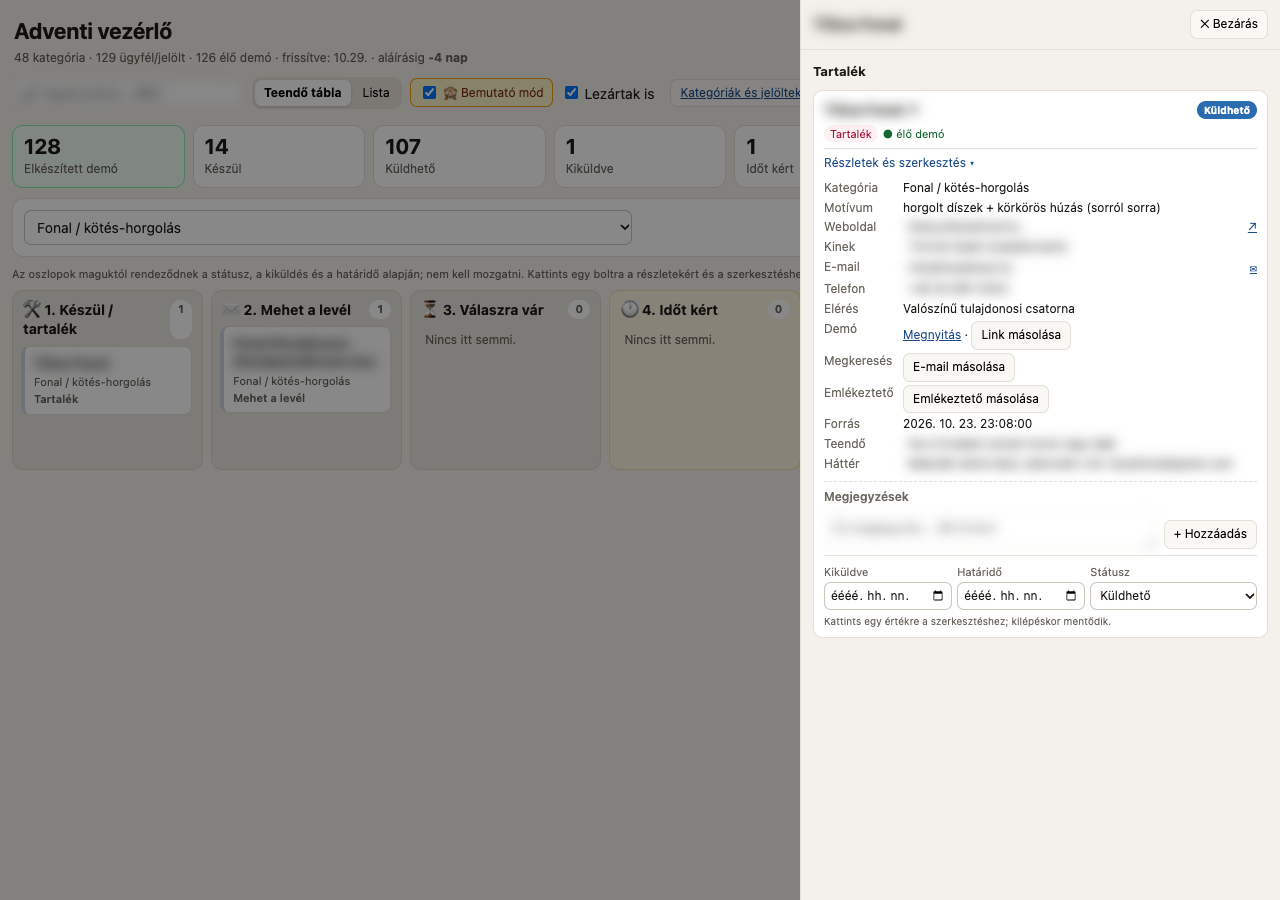 Adventi vezérlő
48 kategória · 129 ügyfél/jelölt · 126 élő demó · frissítve: 10.29. · aláírásig -4 nap
Teendő tábla
Lista
🙈 Bemutató mód
Lezártak is
Kategóriák és jelöltek
128
Elkészített demó
14
Készül
107
Küldhető
1
Kiküldve
1
Időt kért
Fonal / kötés-horgolás
Az oszlopok maguktól rendeződnek a státusz, a kiküldés és a határidő alapján; nem kell mozgatni. Kattints egy boltra a részletekért és a szerkesztéshe
🛠️ 1. Készül / tartalék
1
Fonal / kötés-horgolás
Tartalék
✉️ 2. Mehet a levél
1
Fonal / kötés-horgolás
Mehet a levél
⏳ 3. Válaszra vár
0
Nincs itt semmi.
🕐 4. Időt kért
0
Nincs itt semmi.
✕ Bezárás
Tartalék
Küldhető
Tartalék
élő demó
Részletek és szerkesztés ▾
Kategória
Fonal / kötés-horgolás
Motívum
horgolt díszek + körkörös húzás (sorról sorra)
Weboldal
↗
Kinek
E-mail
✉
Telefon
Elérés
Valószínű tulajdonosi csatorna
Demó
Megnyitás · Link másolása
Megkeresés
E-mail másolása
Emlékeztető
Emlékeztető másolása
Forrás
2026. 10. 23. 23:08:00
Teendő
Háttér
Megjegyzések
+ Hozzáadás
Kiküldve
Határidő
Státusz
éééé. hh. nn.
éééé. hh. nn.
Küldhető
Kattints egy értékre a szerkesztéshez; kilépéskor mentődik.